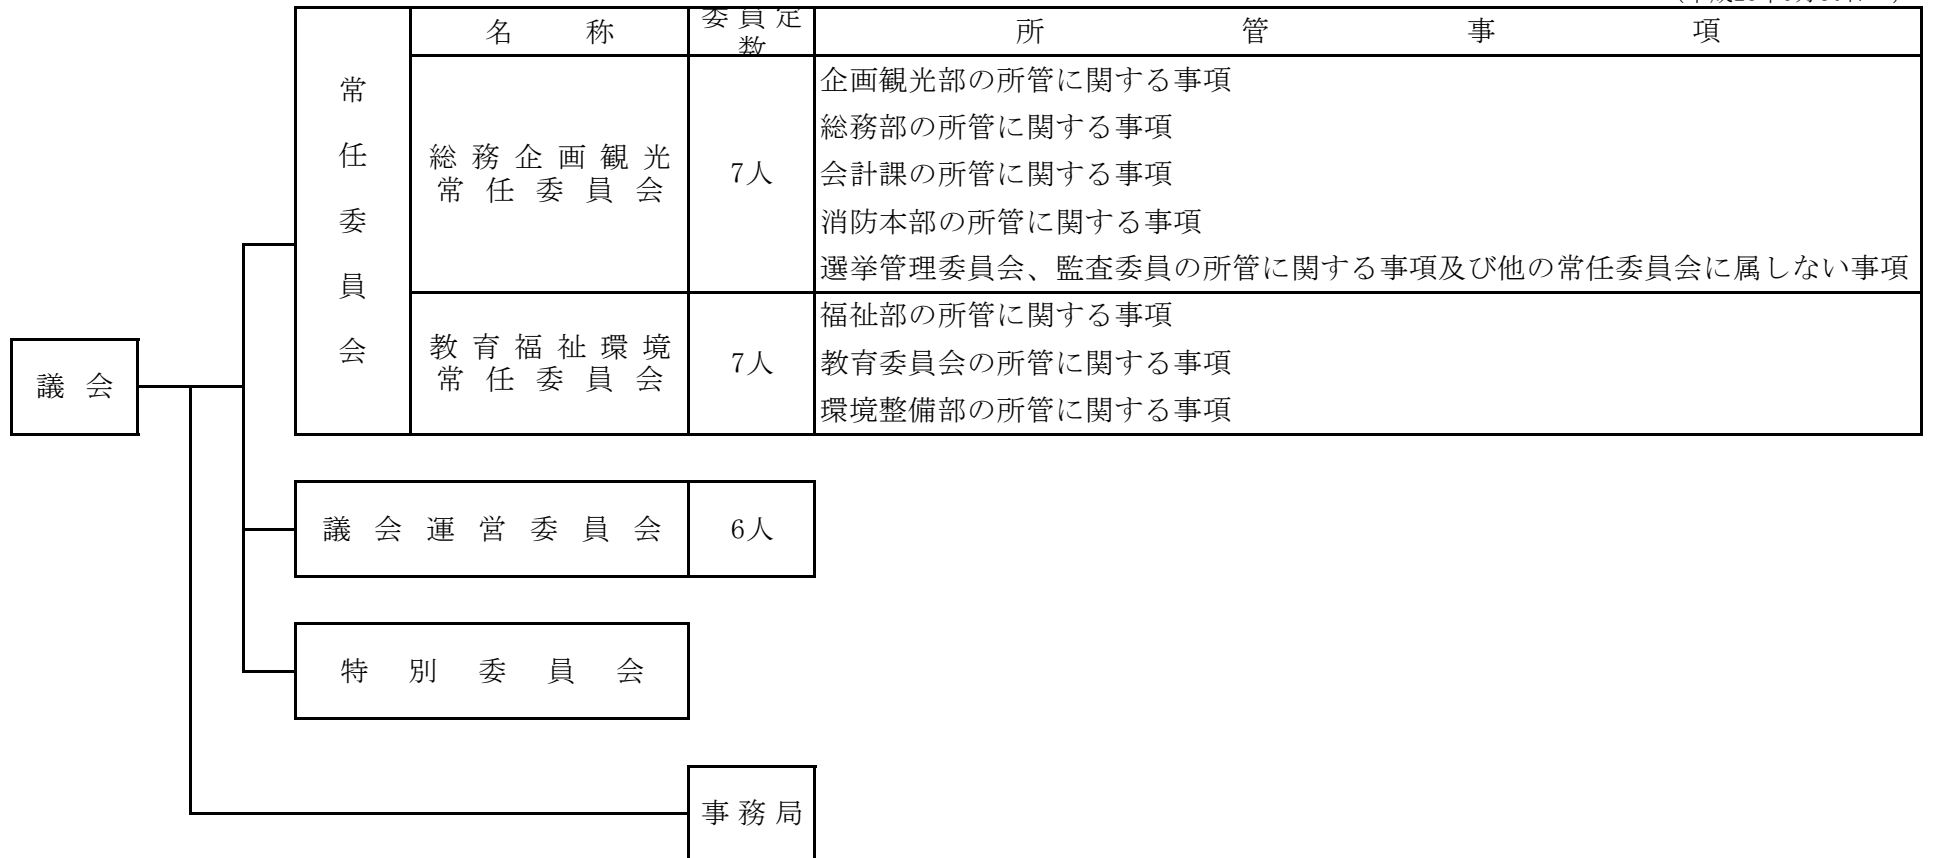 名称 委員定数 所管事項
常任委員会
総務企画観光
常任委員会
7人
企画観光部の所管に関する事項
総務部の所管に関する事項
会計課の所管に関する事項
消防本部の所管に関する事項
選挙管理委員会、監査委員の所管に関する事項及び他の常任委員会に属しない事項
教育福祉環境
常任委員会
7人
福祉部の所管に関する事項
教育委員会の所管に関する事項
環境整備部の所管に関する事項
議会
議会運営委員会 6人
特別委員会
事務局